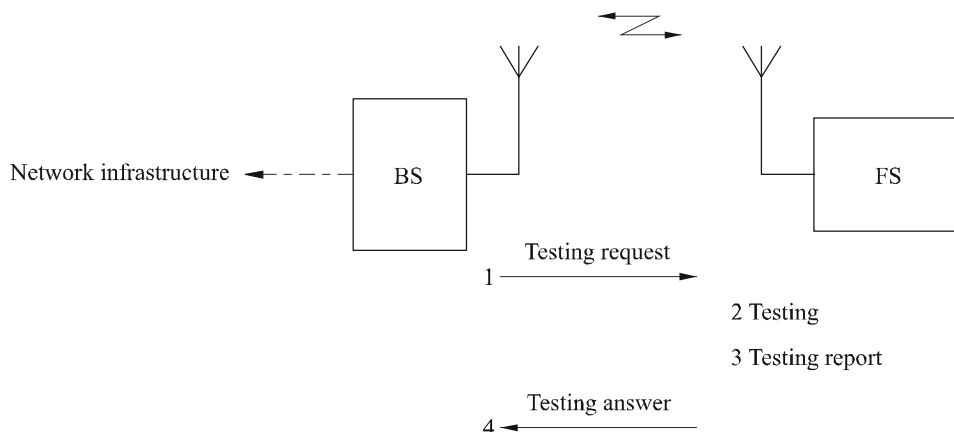 Network infrastructure
BS
FS
Testing request
1
2 Testing
3 Testing report
Testing answer
4